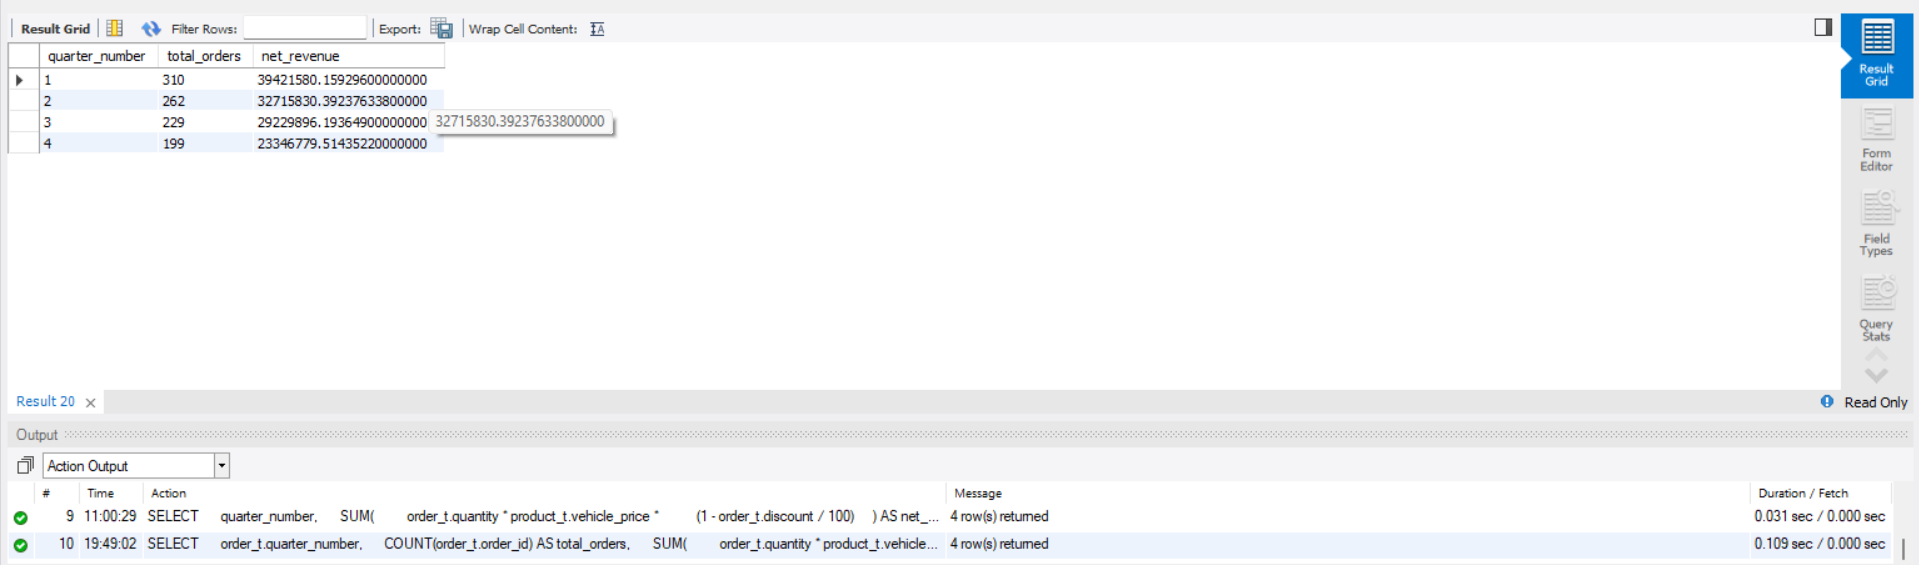 Result Grid Filter Rows: Export: Wrap Cell Content: IA
quarter_number total_orders net_revenue
1 310 39421580.15929600000000
2 262 32715830.39237633800000
3 229 29229896.19364900000000 32715830.39237633800000
4 199 23346779.51435220000000
Result
Grid
Form
Editor
Field
Types
Query
Stats
Result 20 Read Only
Output
Action Output
# Time Action Message Duration / Fetch
9 11:00:29 SELECT quarter_number, SUM( order_t.quantity * product_t.vehicle_price * (1 - order_t.discount / 100) ) AS net_... 4 row(s) returned 0.031 sec / 0.000 sec
10 19:49:02 SELECT order_t.quarter_number, COUNT(order_t.order_id) AS total_orders, SUM( order_t.quantity * product_t.vehicle... 4 row(s) returned 0.109 sec / 0.000 sec